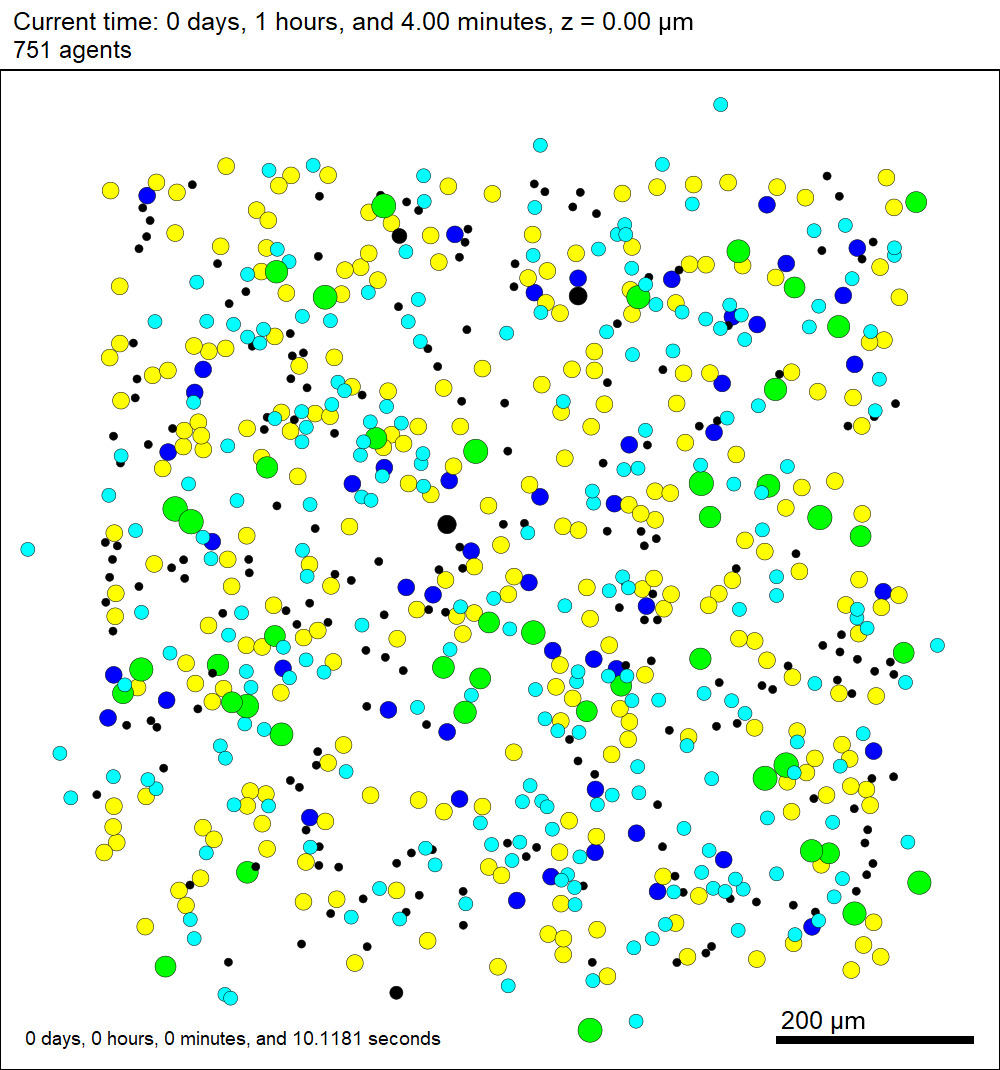 Current time: 0 days, 1 hours, and 4.00 minutes, z = 0.00 µm
751 agents
200 µm
0 days, 0 hours, 0 minutes, and 10.1181 seconds